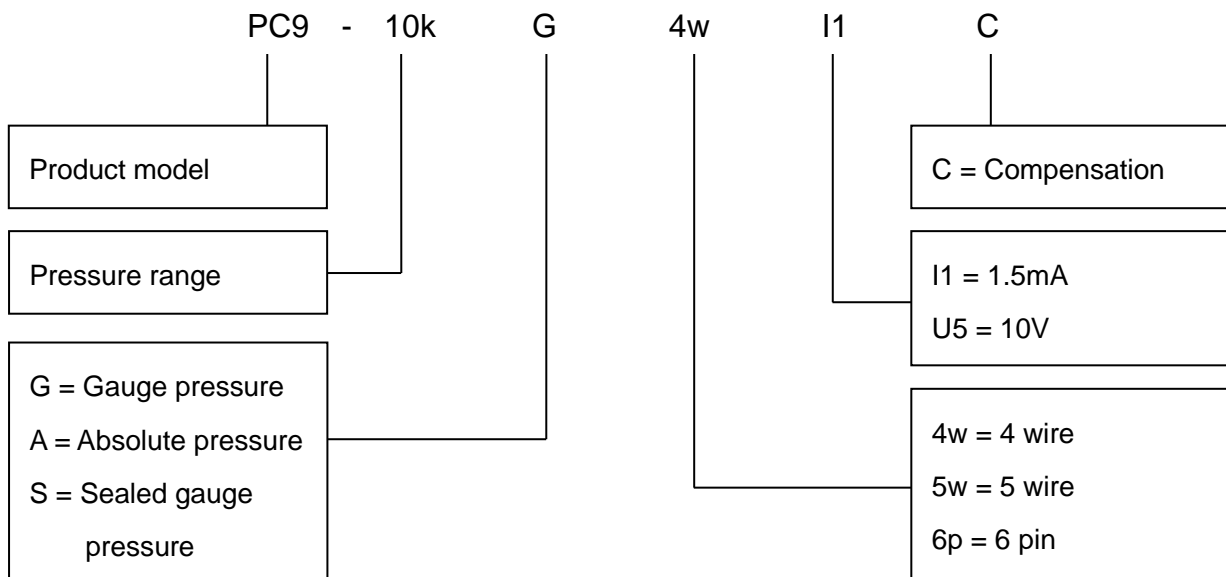 PC9 - 10k G 4w I1 C
Product model
Pressure range
G = Gauge pressure
A = Absolute pressure
S = Sealed gauge
pressure
C = Compensation
I1 = 1.5mA
U5 = 10V
4w = 4 wire
5w = 5 wire
6p = 6 pin